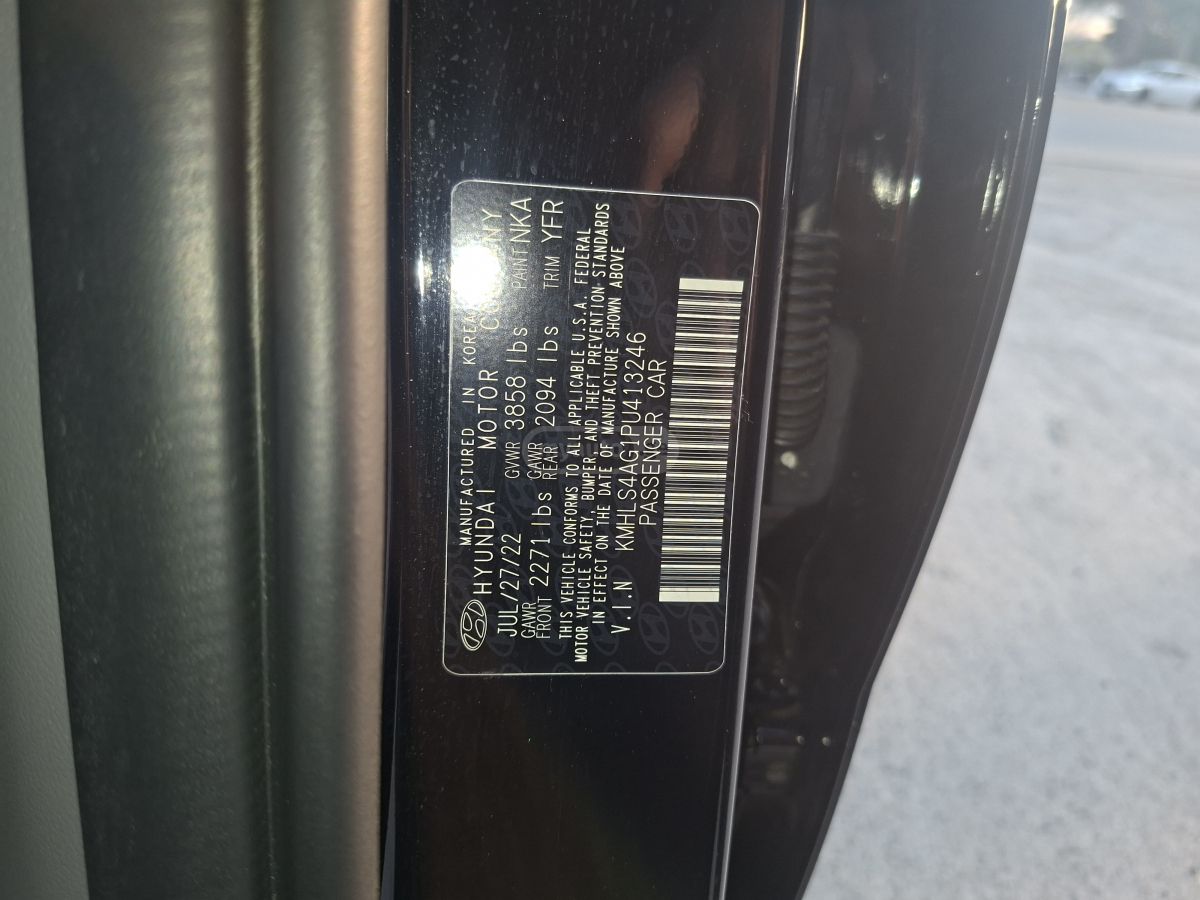 MANUFACTURED IN KOREA
HYUNDAI MOTOR COMPANY
JUL/27/22 GVWR 3858 lbs PAINT NKA
GAWR FRONT 2271 lbs GAWR REAR 2094 lbs TRIM YFR
THIS VEHICLE CONFORMS TO ALL APPLICABLE U.S.A. FEDERAL
MOTOR VEHICLE SAFETY, BUMPER, AND THEFT PREVENTION STANDARDS
IN EFFECT ON THE DATE OF MANUFACTURE SHOWN ABOVE
V.I.N KMHLS4AG1PU413246
PASSENGER CAR